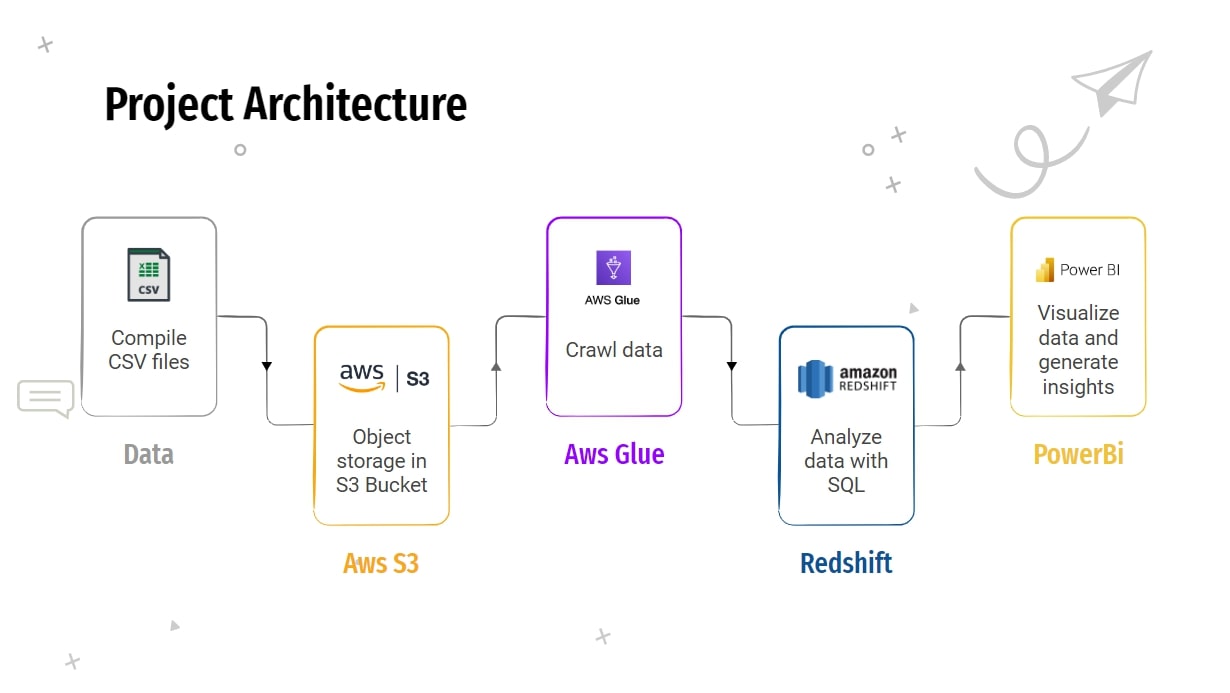 Project Architecture
CSV
Compile
CSV files
Data
aws S3
Object
storage in
S3 Bucket
Aws S3
AWS Glue
Crawl data
Aws Glue
amazon
REDSHIFT
Analyze
data with
SQL
Redshift
Power BI
Visualize
data and
generate
insights
PowerBi